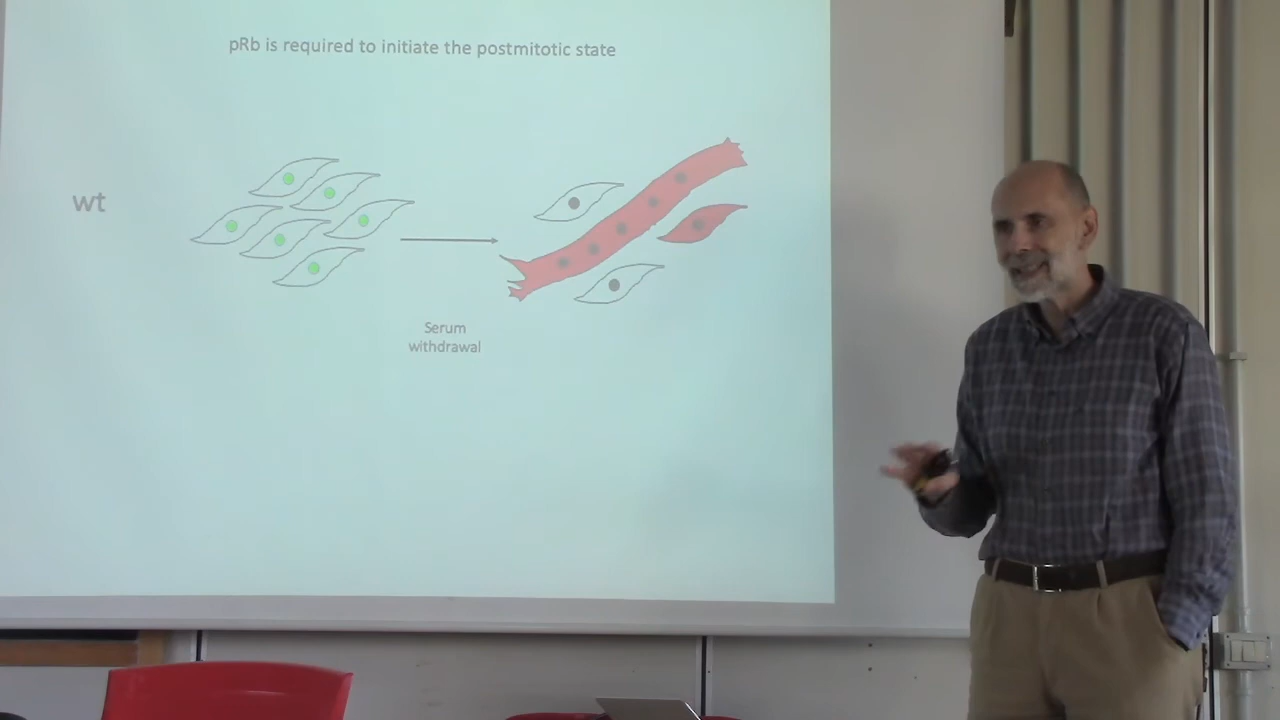 pRb is required to initiate the postmitotic state
wt
Serum
withdrawal